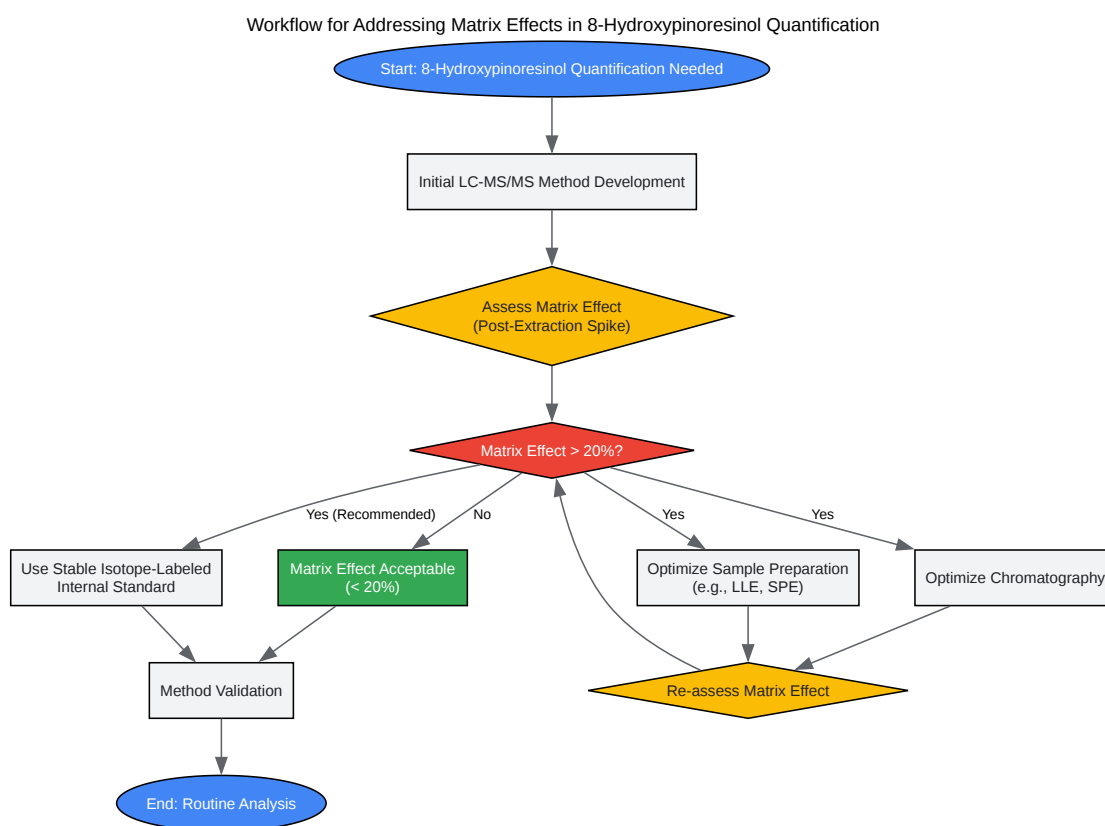 Workflow for Addressing Matrix Effects in 8-Hydroxypinoresinol Quantification
Start: 8-Hydroxypinoresinol Quantification Needed
Initial LC-MS/MS Method Development
Assess Matrix Effect
(Post-Extraction Spike)
Matrix Effect > 20%?
Yes (Recommended)
No
Yes
Yes
Use Stable Isotope-Labeled
Internal Standard
Matrix Effect Acceptable
(< 20%)
Optimize Sample Preparation
(e.g., LLE, SPE)
Optimize Chromatography
Method Validation
Re-assess Matrix Effect
End: Routine Analysis